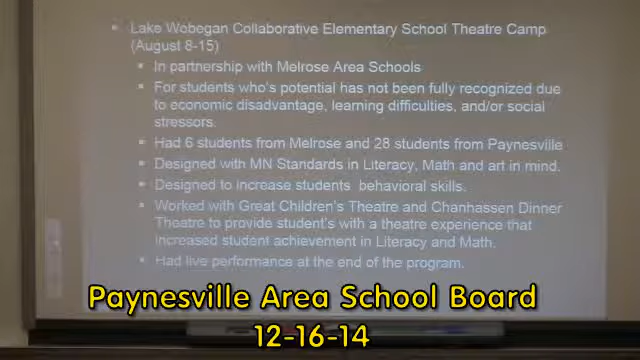 Lake Wobegan Collaborative Elementary School Theatre Camp
(August 8-15)
In partnership with Melrose Area Schools
For students who's potential has not been fully recognized due
to economic disadvantage, learning difficulties, and/or social
stressors.
Had 6 students from Melrose and 28 students from Paynesville
Designed with MN Standards in Literacy, Math and art in mind.
Designed to increase students behavioral skills.
Worked with Great Children's Theatre and Chanhassen Dinner
Theatre to provide student's with a theatre experience that
increased student achievement in Literacy and Math.
Had live performance at the end of the program.
Paynesville Area School Board
12-16-14